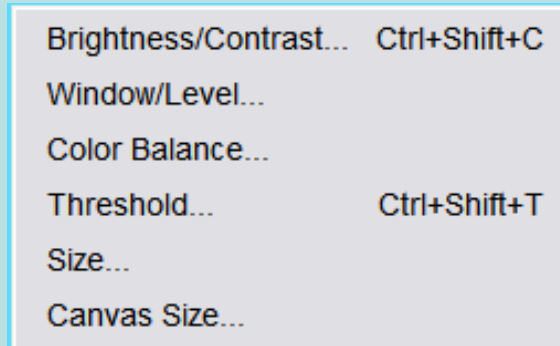 Brightness/Contrast... Ctrl+Shift+C
Window/Level...
Color Balance...
Threshold... Ctrl+Shift+T
Size...
Canvas Size...